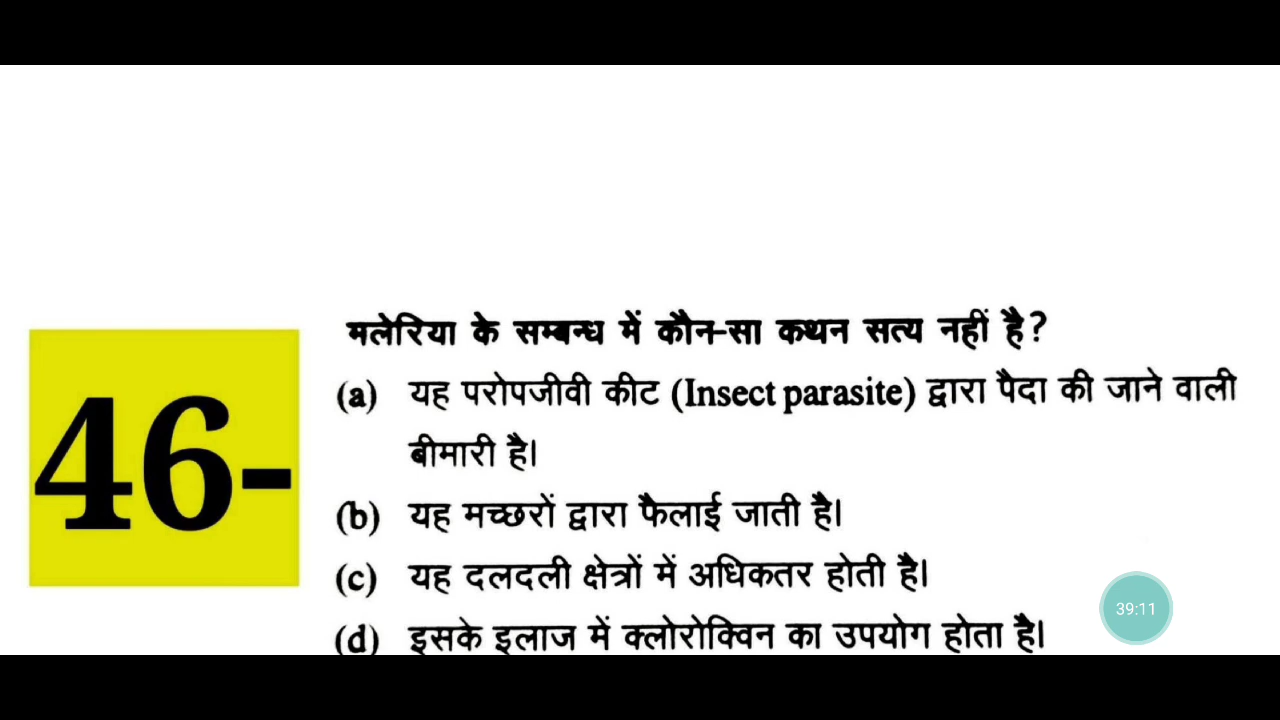 मलेरिया के सम्बन्ध में कौन-सा कथन सत्य नहीं है?
46-
(a) यह परोपजीवी कीट (Insect parasite) द्वारा पैदा की जाने वाली
बीमारी है।
(b) यह मच्छरों द्वारा फैलाई जाती है।
(c) यह दलदली क्षेत्रों में अधिकतर होती है।
(d) इसके इलाज में क्लोरोक्विन का उपयोग होता है।
39:11